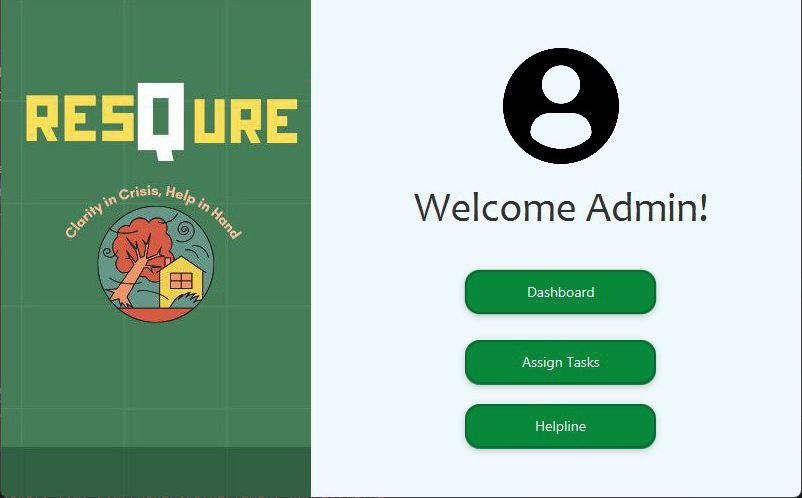 RESQURE
Clarity in Crisis, Help in Hand
Welcome Admin!
Dashboard
Assign Tasks
Helpline